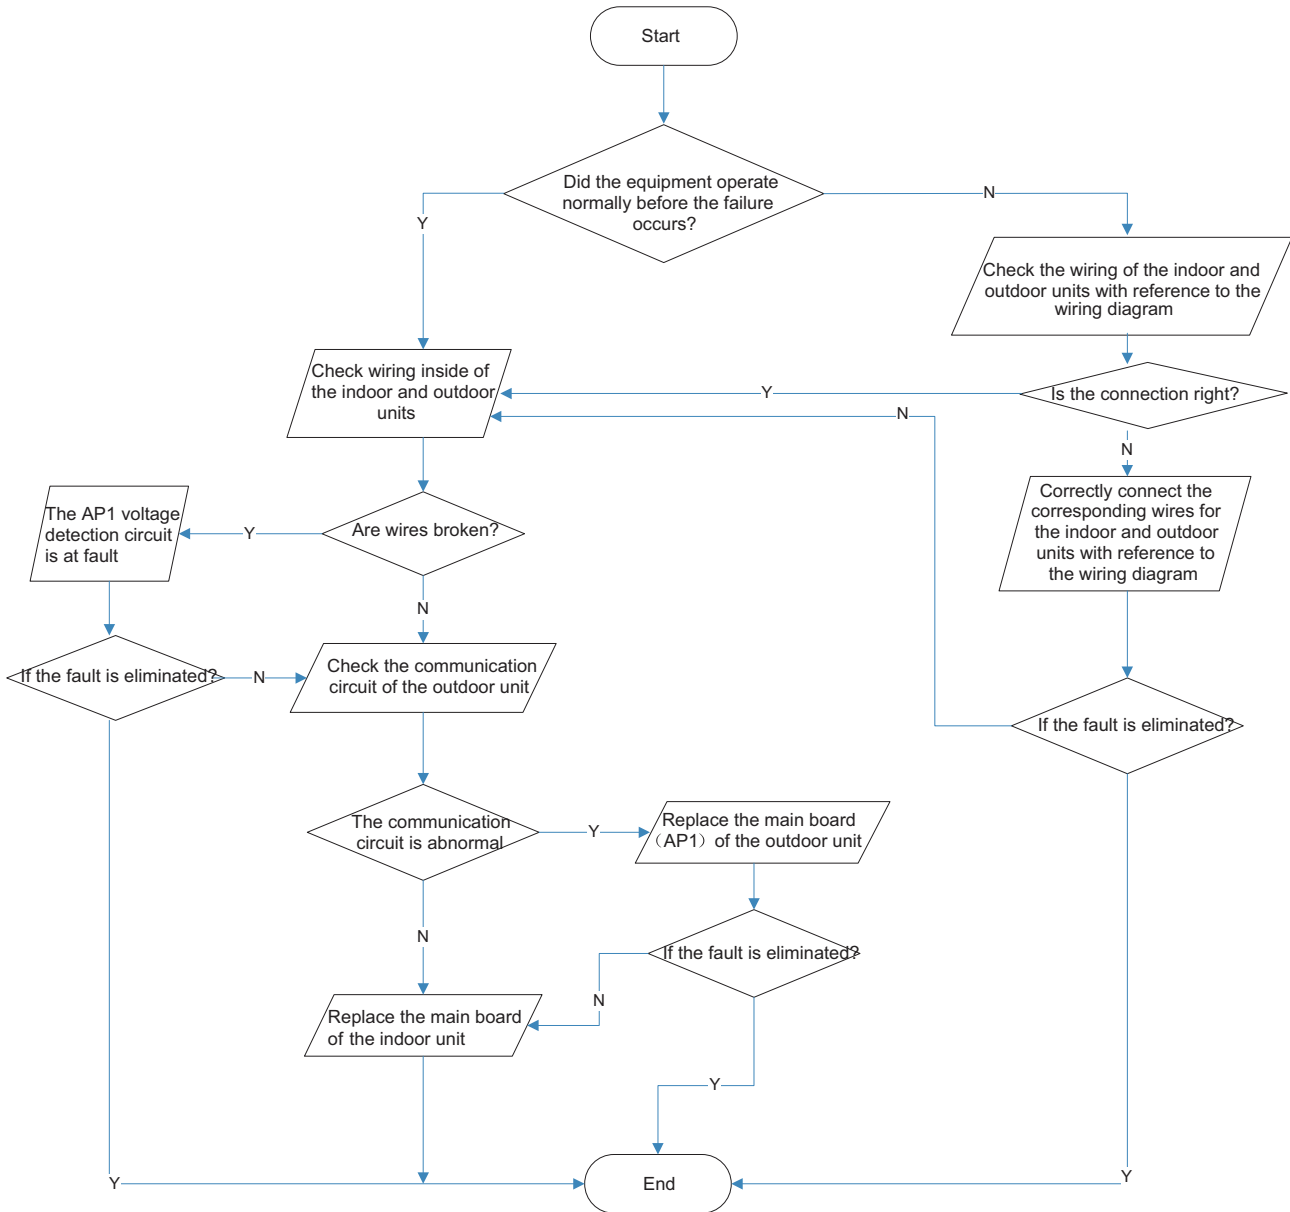 Start
Did the equipment operate
normally before the failure
occurs?
Y
N
Check the wiring of the indoor and
outdoor units with reference to the
wiring diagram
Check wiring inside of
the indoor and outdoor
units
Y
Is the connection right?
N
N
Correctly connect the
corresponding wires for
the indoor and outdoor
units with reference to
the wiring diagram
The AP1 voltage
detection circuit
is at fault
Y
Are wires broken?
N
If the fault is eliminated?
N
Check the communication
circuit of the outdoor unit
If the fault is eliminated?
The communication
circuit is abnormal
Y
Replace the main board
（AP1）of the outdoor unit
N
If the fault is eliminated?
N
Replace the main board
of the indoor unit
Y
Y
End
Y